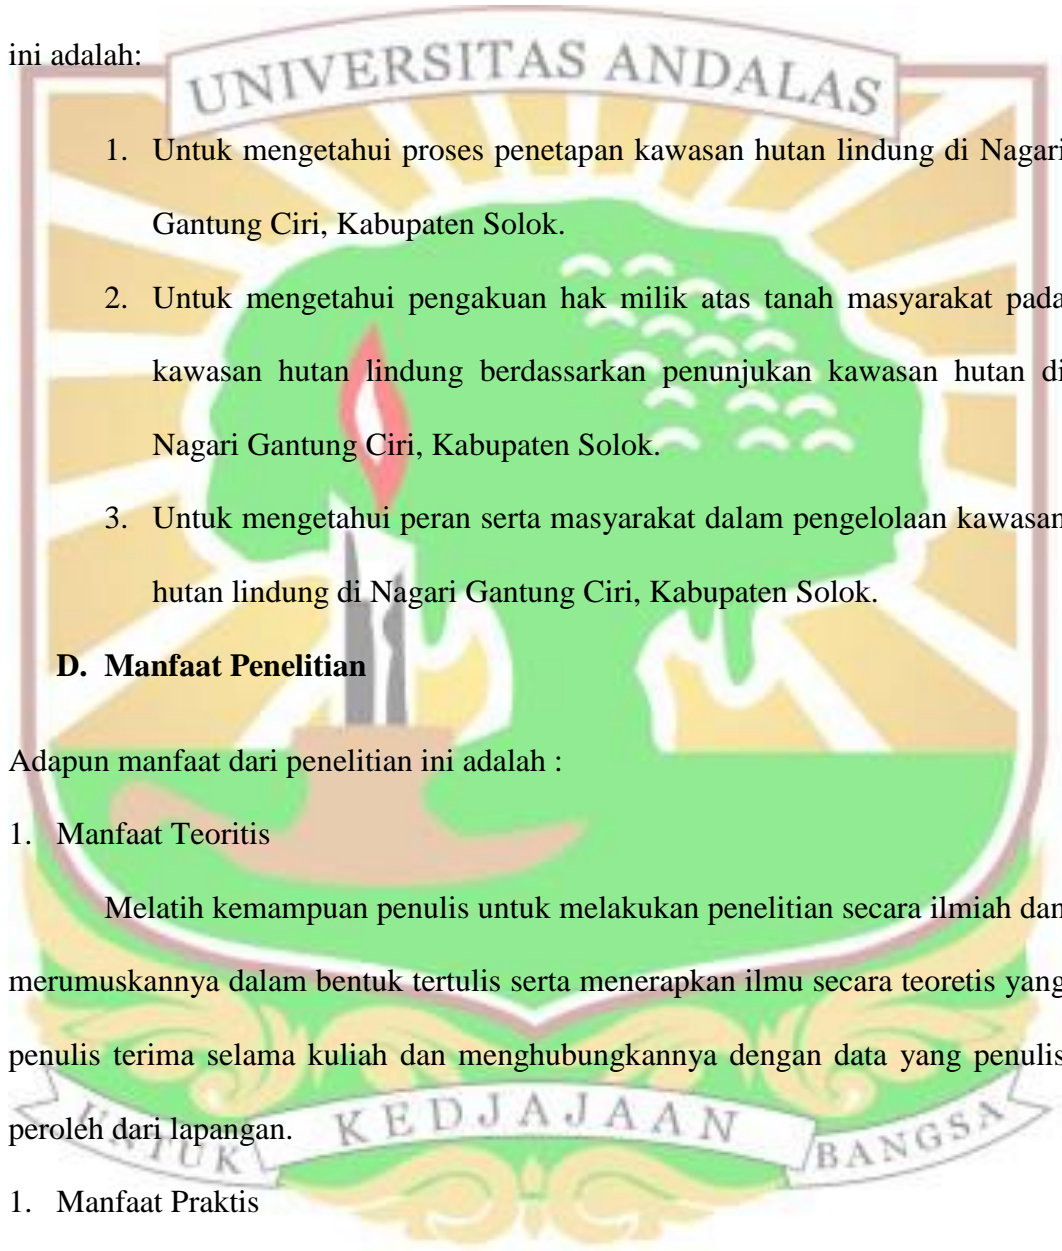 ini adalah:
UNIVERSITAS ANDALAS
1. Untuk mengetahui proses penetapan kawasan hutan lindung di Nagari
Gantung Ciri, Kabupaten Solok.
2. Untuk mengetahui pengakuan hak milik atas tanah masyarakat pada
kawasan hutan lindung berdassarkan penunjukan kawasan hutan di
Nagari Gantung Ciri, Kabupaten Solok.
3. Untuk mengetahui peran serta masyarakat dalam pengelolaan kawasan
hutan lindung di Nagari Gantung Ciri, Kabupaten Solok.
D. Manfaat Penelitian
Adapun manfaat dari penelitian ini adalah :
1. Manfaat Teoritis
Melatih kemampuan penulis untuk melakukan penelitian secara ilmiah dan
merumuskannya dalam bentuk tertulis serta menerapkan ilmu secara teoretis yang
penulis terima selama kuliah dan menghubungkannya dengan data yang penulis
peroleh dari lapangan.
UNTUK KEDJAJAAN BANGSA
1. Manfaat Praktis